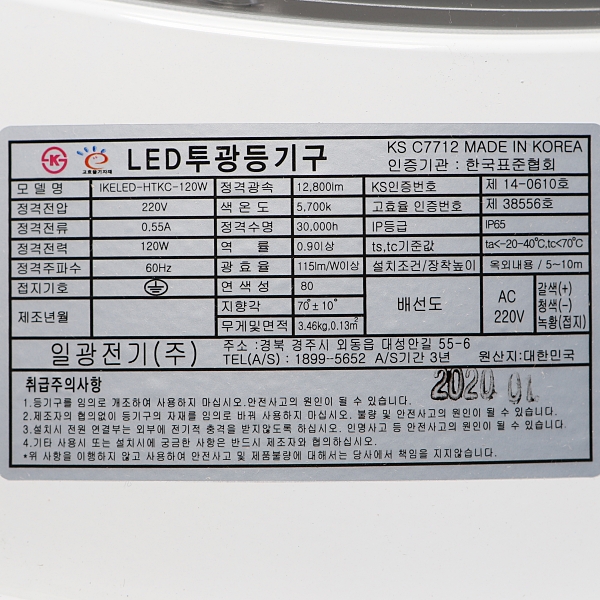 고효율기자재 LED투광등기구 KS C7712 MADE IN KOREA
인증기관 : 한국표준협회
모 델 명 IKELED-HTKC-120W 정격광속 12,800lm KS인증번호 제 14-0610호
정격전압 220V 색 온 도 5,700k 고효율 인증번호 제 38556호
정격전류 0.55A 정격수명 30,000h IP등급 IP65
정격전력 120W 역 률 0.9이상 ts,tc기준값 ta<-20-40℃,tc<70℃
정격주파수 60Hz 광 효 율 115lm/W이상 설치조건/장착높이 옥외내용 / 5~10m
접지기호 연 색 성 80 배선도 AC 220V 갈색(+)
청색(-)
녹황(접지)
제조년월 지향각 70°± 10°
무게및면적 3.46kg,0.13m²
일광전기(주) 주소 : 경북 경주시 외동읍 대성안길 55-6
TEL(A/S) : 1899-5652 A/S기간 3년 원산지:대한민국
취급주의사항 2020 01
1.등기구를 임의로 개조하여 사용하지 마십시오.안전사고의 원인이 될 수 있습니다.
2.제조자의 협의없이 등기구의 자재를 임의로 바꿔 사용하지 마십시오. 불량 및 안전사고의 원인이 될 수 있습니다.
3.설치시 전원 연결부는 외부에 전기적 충격을 받지않도록 하십시오. 인명사고 등 안전사고의 원인이 될 수 있습니다.
4.기타 사용시 또는 설치시에 궁금한 사항은 반드시 제조자와 협의하십시오.
*위 사항을 이행하지 않고 사용하여 안전사고 및 제품불량에 대해서는 당사에서 책임지지 않습니다.